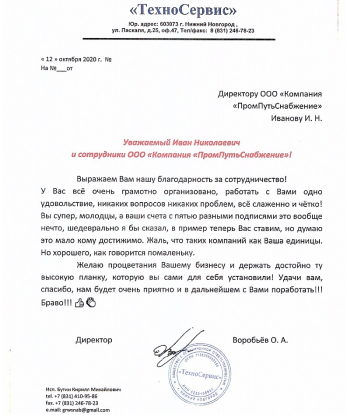 «ТехноСервис»
Юр. адрес: 603873 г. Нижний Новгород ,
ул. Паскаля, д.25, оф.47, Тел/факс: 8 (831) 246-78-23
« 12 » октября 2020 г. №
На №___от
Директору ООО «Компания
«ПромПутьСнабжение»
Иванову И. Н.
Уважаемый Иван Николаевич
и сотрудники ООО «Компания «ПромПутьСнабжение»!
Выражаем Вам нашу благодарность за сотрудничество!
У Вас всё очень грамотно организовано, работать с Вами одно
удовольствие, никаких вопросов никаких проблем, всё слаженно и чётко!
Вы супер, молодцы, а ваши счета с пятью разными подписями это вообще
нечто, шедеврально я бы сказал, в пример теперь Вас ставим, но думаю
это мало кому достижимо. Жаль, что таких компаний как Ваша единицы.
Но хорошего, как говорится помаленьку.
Желаю процветания Вашему бизнесу и держать достойно ту
высокую планку, которую вы сами для себя установили! Удачи вам,
спасибо, нам будет очень приятно и в дальнейшем с Вами поработать!!!
Браво!!!
Директор Воробьёв О. А.
Исп. Бутин Кирилл Михайлович
tel. +7 (831) 410-95-86
fax. +7 (831) 246-78-23
e.mail: grwsnab@gmail.com